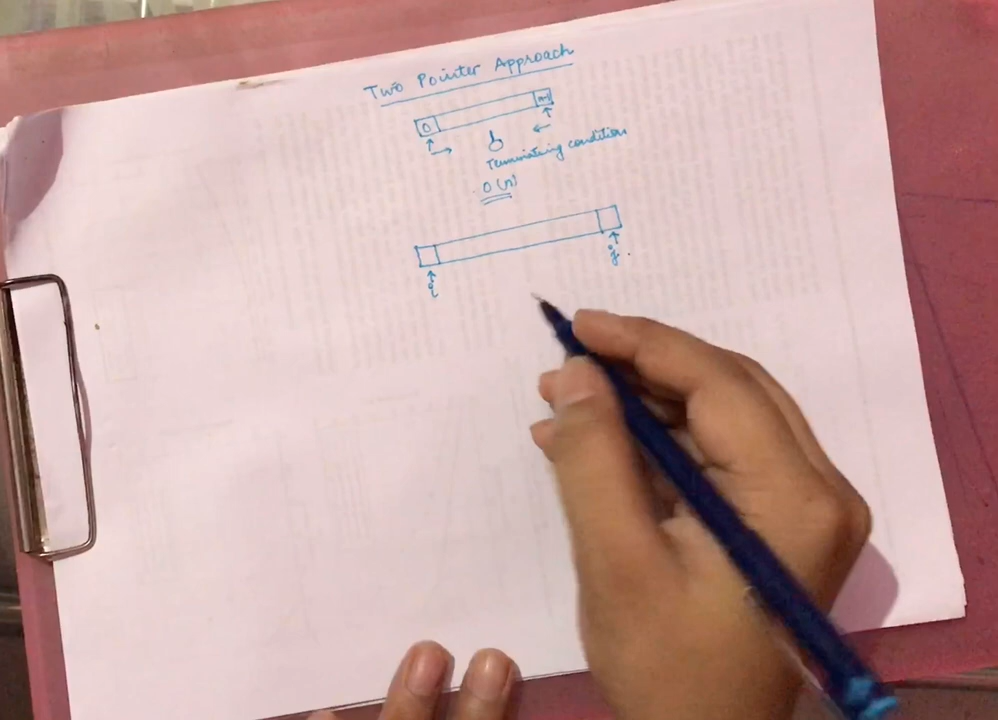 Two Pointer Approach
0 n-1
Terminating condition
O(n)
i j